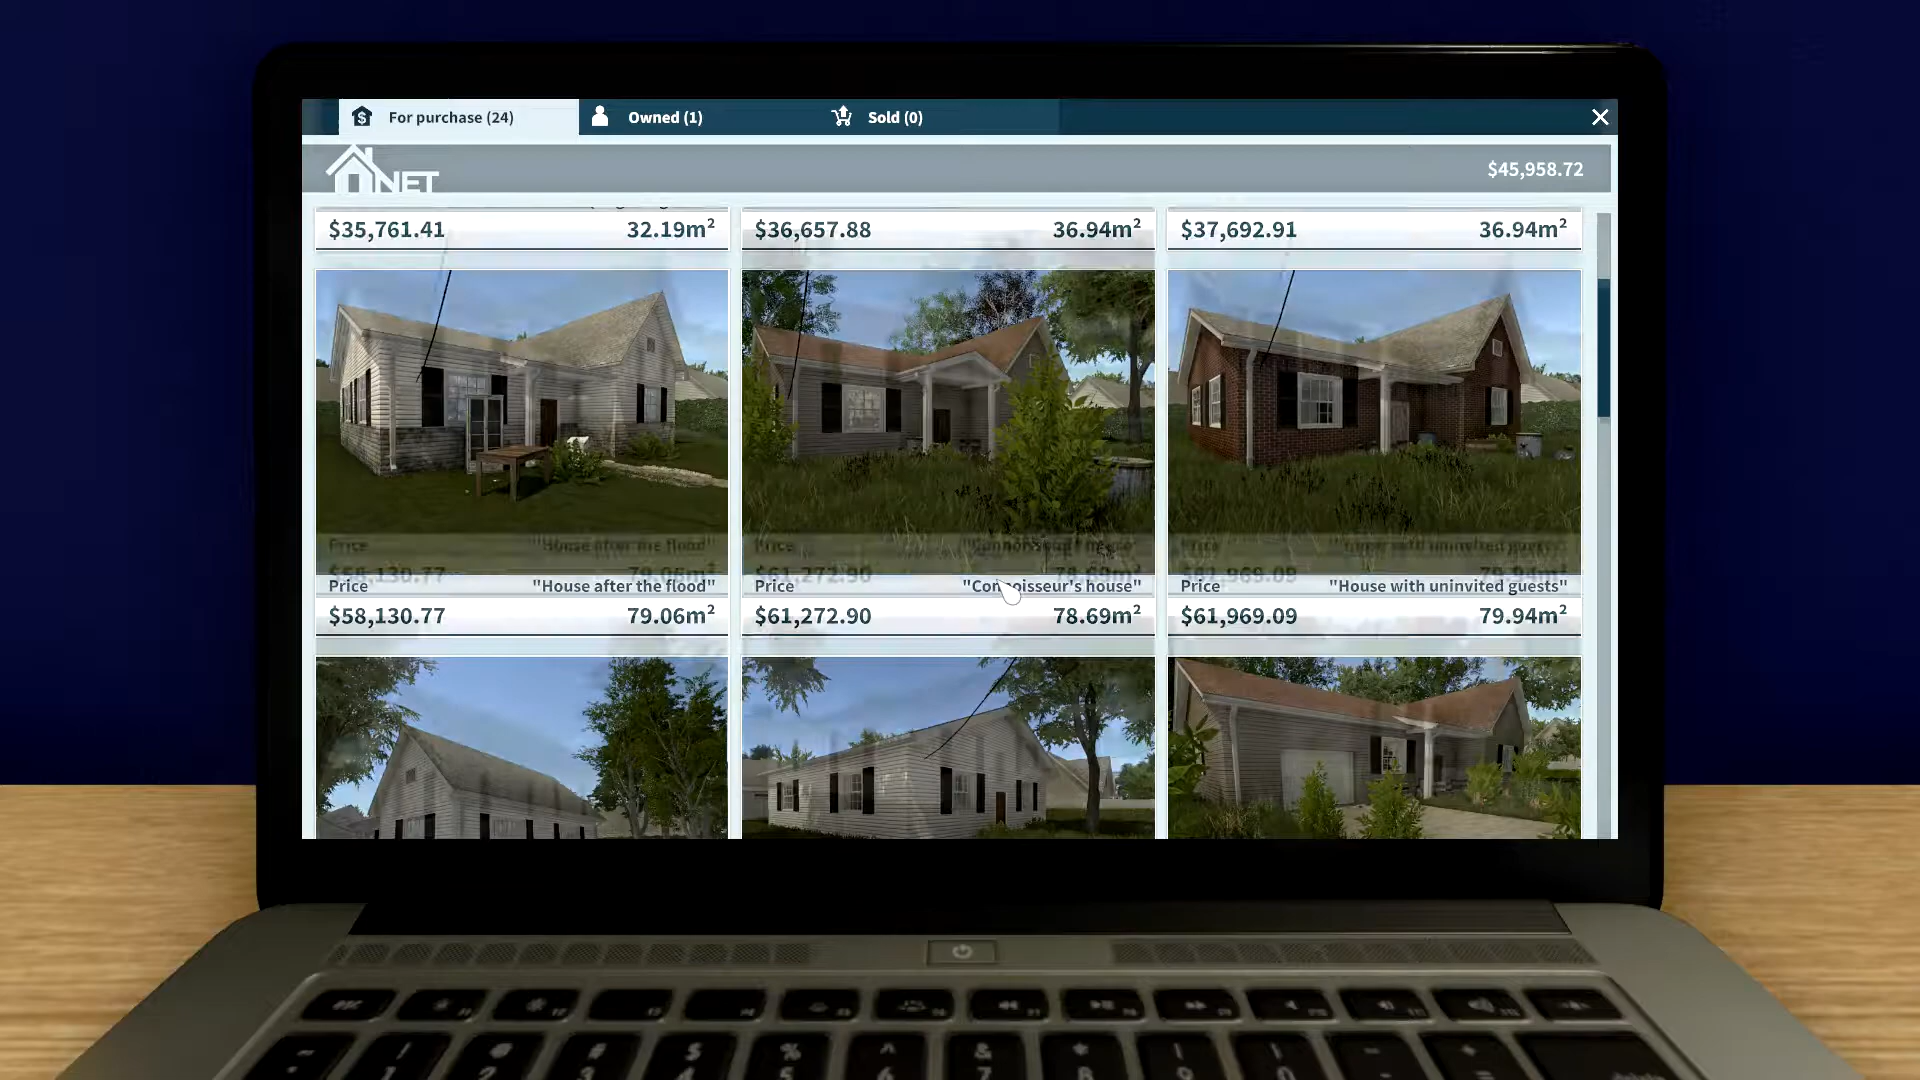 For purchase (24)
Owned (1)
Sold (0)
NET
$45,958.72
$35,761.41 32.19m²
$36,657.88 36.94m²
$37,692.91 36.94m²
Price "House after the flood"
$58,130.77 79.06m²
Price "Connoisseur's house"
$61,272.90 78.69m²
Price "House with uninvited guests"
$61,969.09 79.94m²
esc